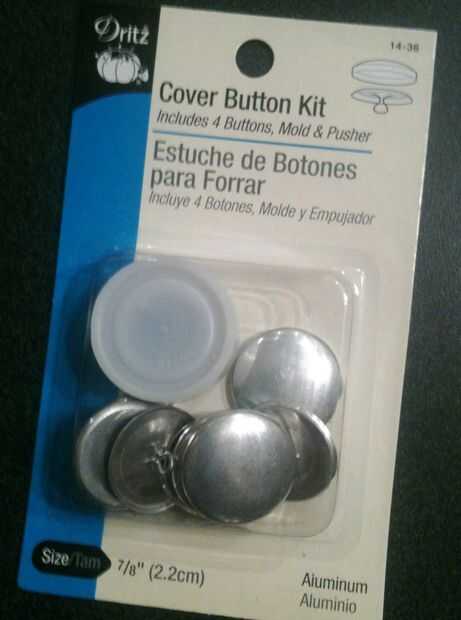 Dritz
14-36
Cover Button Kit
Includes 4 Buttons, Mold & Pusher
Estuche de Botones
para Forrar
Incluye 4 Botones, Molde y Empujador
Size/Tam 7/8" (2.2cm)
Aluminum
Aluminio